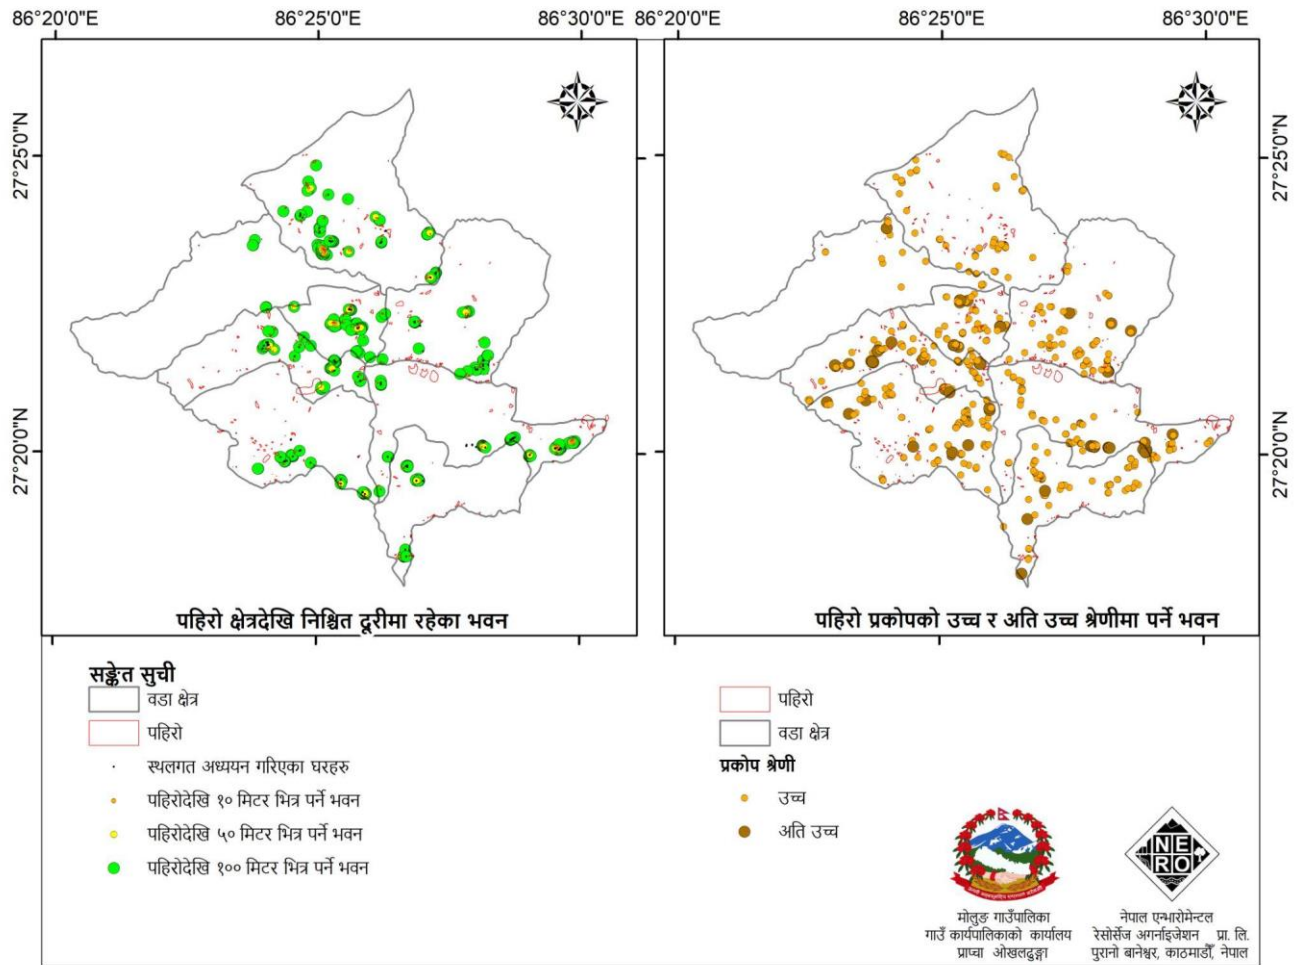 86°20'0"E 86°25'0"E 86°30'0"E 86°20'0"E 86°25'0"E 86°30'0"E
27°25'0"N 27°25'0"N
27°20'0"N 27°20'0"N
पहिरो क्षेत्रदेखि निश्चित दूरीमा रहेका भवन
पहिरो प्रकोपको उच्च र अति उच्च श्रेणीमा पर्ने भवन
सङ्केत सुची
वडा क्षेत्र
पहिरो
स्थलगत अध्ययन गरिएका घरहरु
पहिरोदेखि १० मिटर भित्र पर्ने भवन
पहिरोदेखि ५० मिटर भित्र पर्ने भवन
पहिरोदेखि १०० मिटर भित्र पर्ने भवन
पहिरो
वडा क्षेत्र
प्रकोप श्रेणी
उच्च
अति उच्च
मोलुङ गाउँपालिका
गाउँ कार्यपालिकाको कार्यालय
प्राप्चा ओखलढुङ्गा
NE
RO
नेपाल एन्भारोमेन्टल
रेसोर्सेज अगर्नाइजेशन प्रा. लि.
पुरानो बानेश्वर, काठमाडौँ, नेपाल